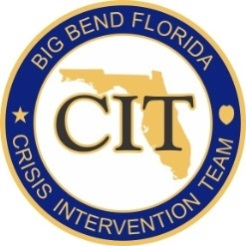 BIG BEND FLORIDA
CIT
CRISIS INTERVENTION TEAM